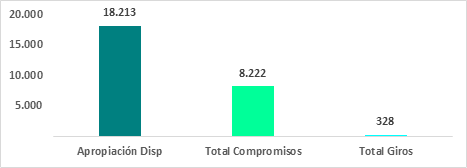 20.000
18.213
15.000
10.000
8.222
5.000
328
Apropiación Disp
Total Compromisos
Total Giros